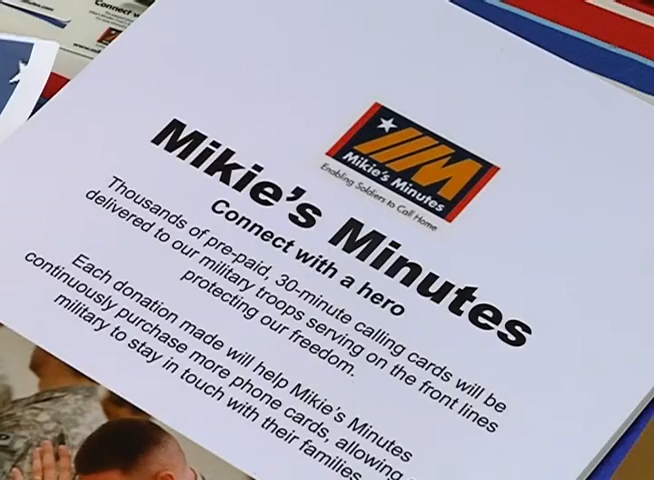 Connect w
Mikie's Minutes
Enabling Soldiers to Call Home
Mikie's Minutes
Connect with a hero
Thousands of pre-paid, 30-minute calling cards will be
delivered to our military troops serving on the front lines
protecting our freedom.
Each donation made will help Mikie's Minutes
continuously purchase more phone cards, allowing
military to stay in touch with their families